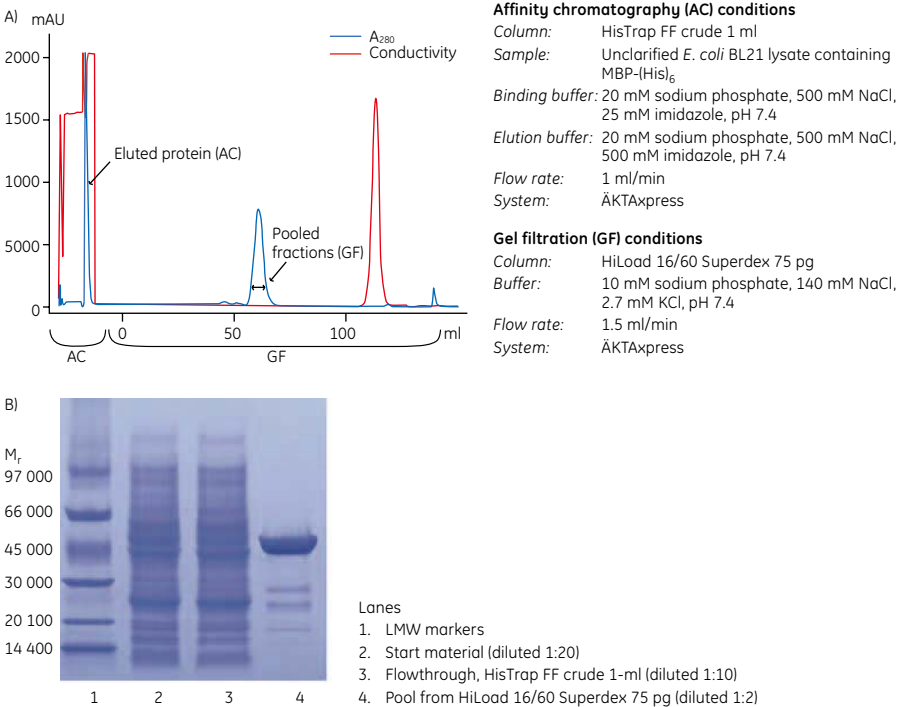 A)
mAU
2000
1500
1000
5000
0
A280
Conductivity
Eluted protein (AC)
Pooled
fractions (GF)
0 50 100 ml
AC GF
Affinity chromatography (AC) conditions
Column: HisTrap FF crude 1 ml
Sample: Unclarified E. coli BL21 lysate containing
MBP-(His)6
Binding buffer: 20 mM sodium phosphate, 500 mM NaCl,
25 mM imidazole, pH 7.4
Elution buffer: 20 mM sodium phosphate, 500 mM NaCl,
500 mM imidazole, pH 7.4
Flow rate: 1 ml/min
System: ÄKTAxpress
Gel filtration (GF) conditions
Column: HiLoad 16/60 Superdex 75 pg
Buffer: 10 mM sodium phosphate, 140 mM NaCl,
2.7 mM KCl, pH 7.4
Flow rate: 1.5 ml/min
System: ÄKTAxpress
B)
Mr
97 000
66 000
45 000
30 000
20 100
14 400
1 2 3 4
Lanes
1. LMW markers
2. Start material (diluted 1:20)
3. Flowthrough, HisTrap FF crude 1-ml (diluted 1:10)
4. Pool from HiLoad 16/60 Superdex 75 pg (diluted 1:2)